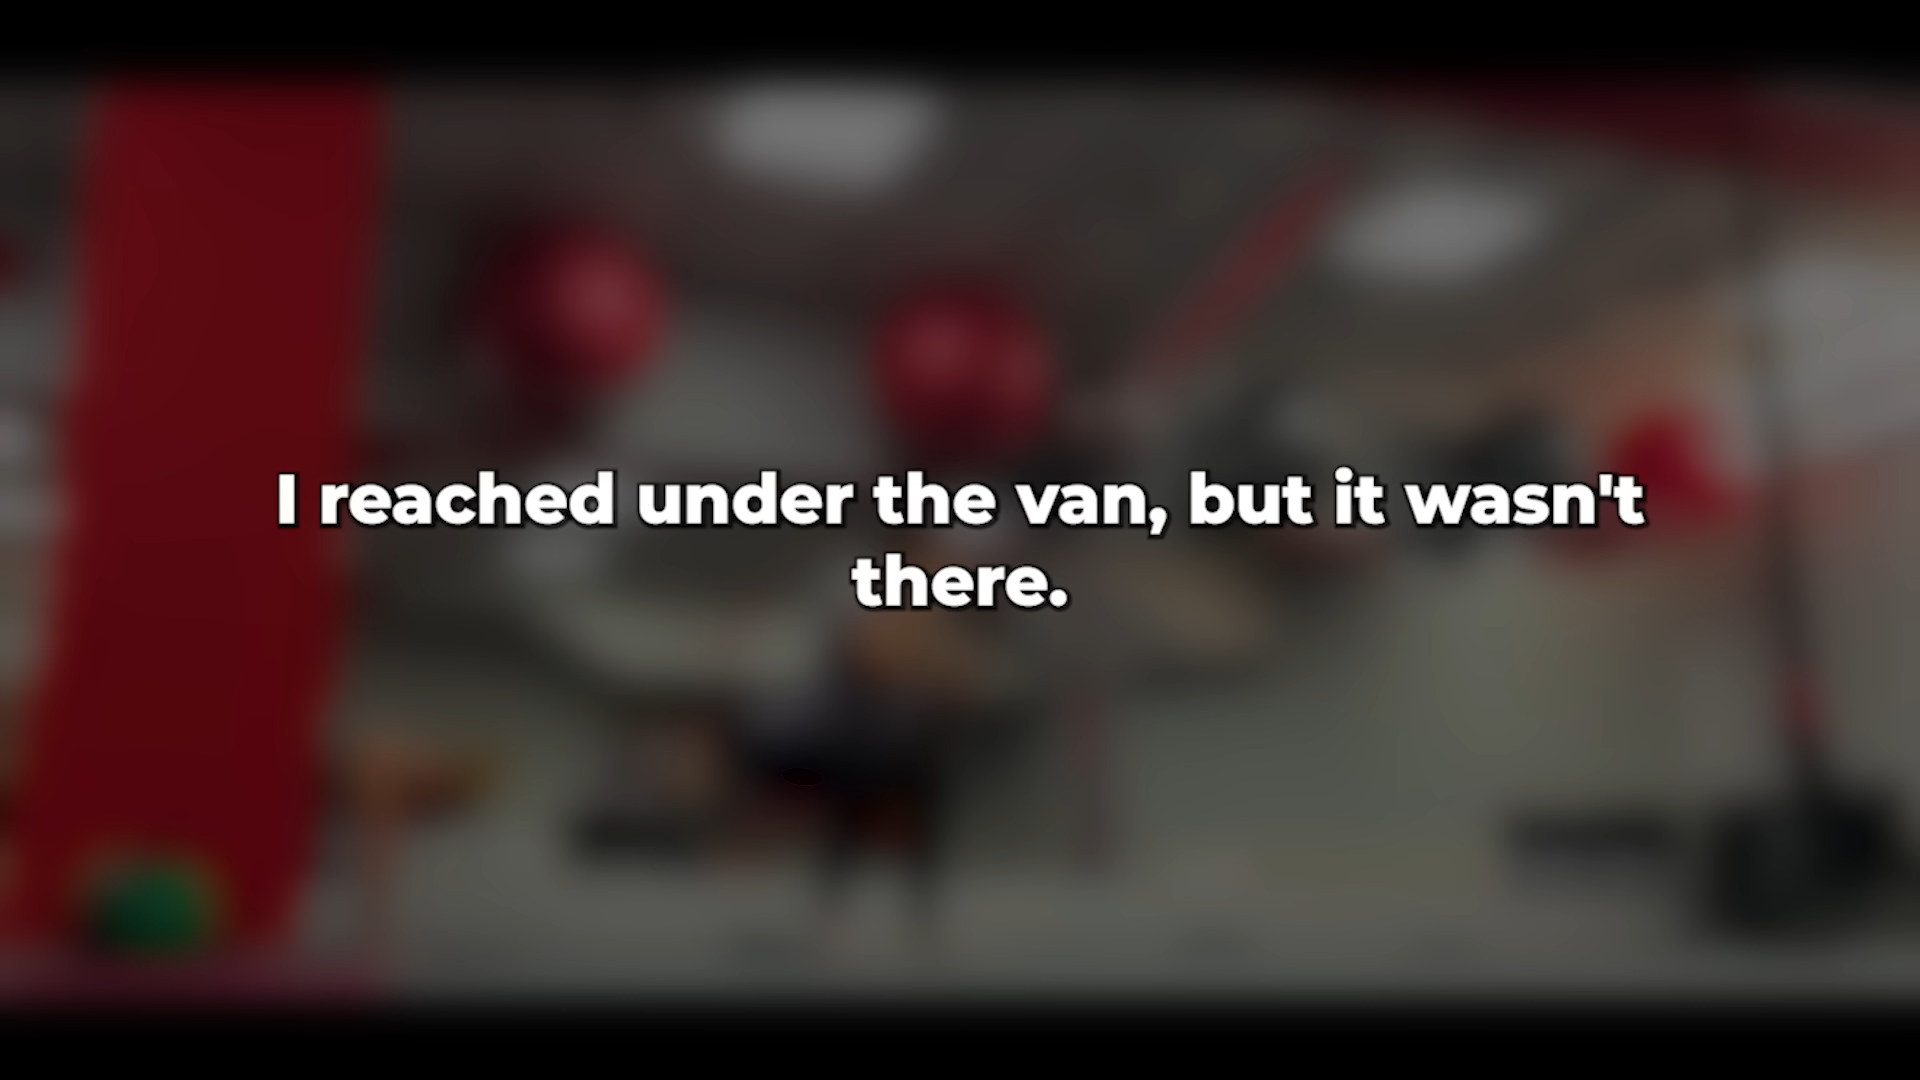 I reached under the van, but it wasn't
there.